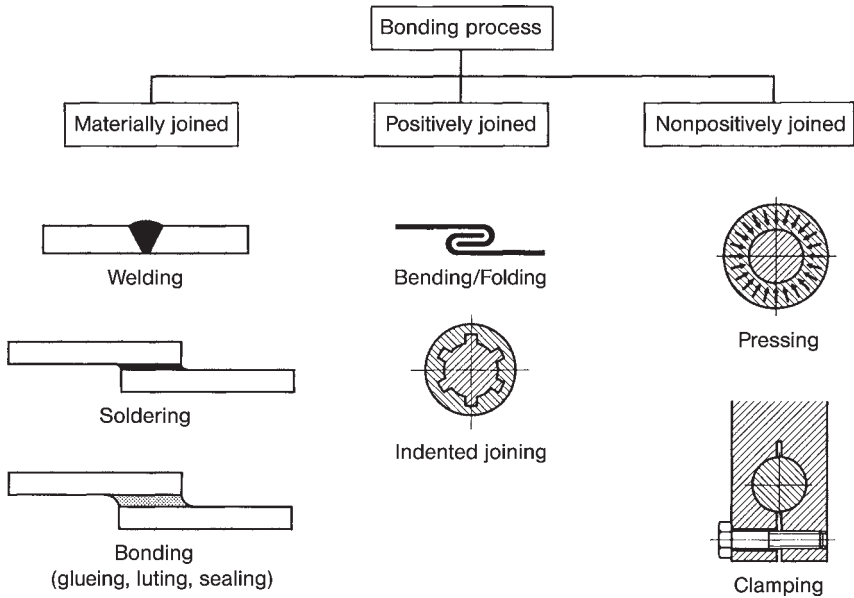 Bonding process
Materially joined
Positively joined
Nonpositively joined
Welding
Bending/Folding
Pressing
Soldering
Indented joining
Bonding
(glueing, luting, sealing)
Clamping